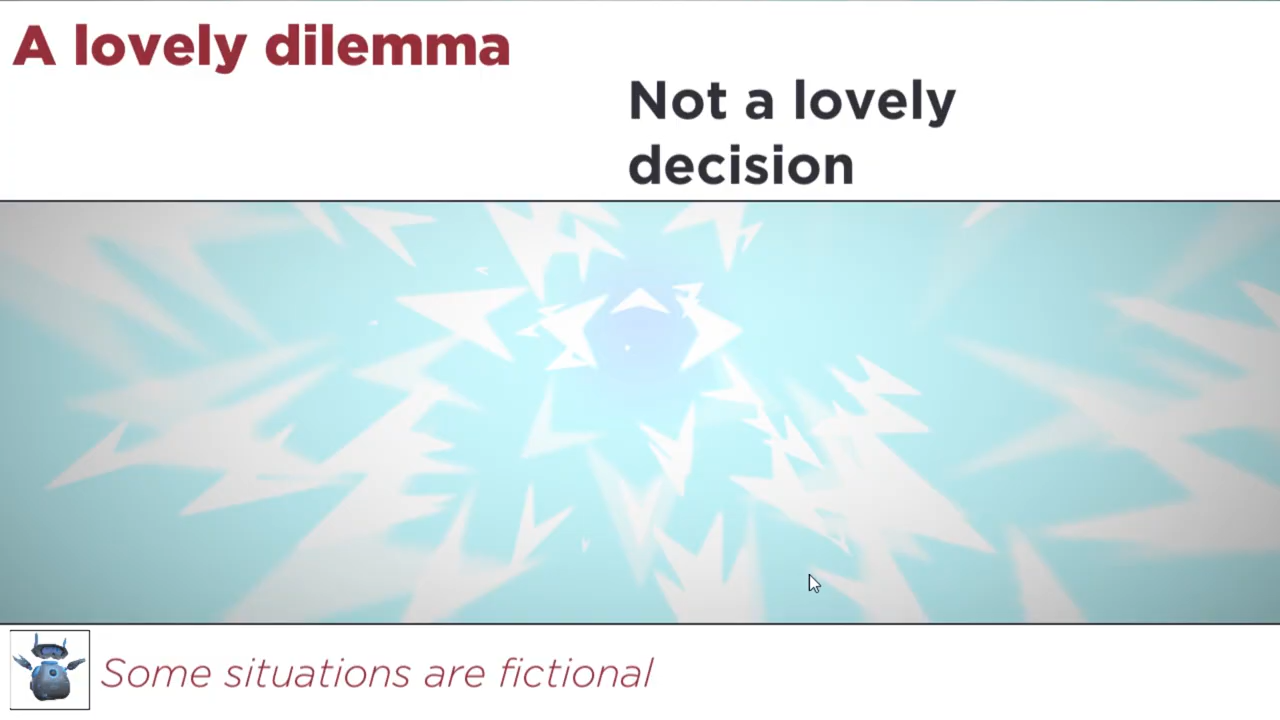 A lovely dilemma
Not a lovely
decision
Some situations are fictional